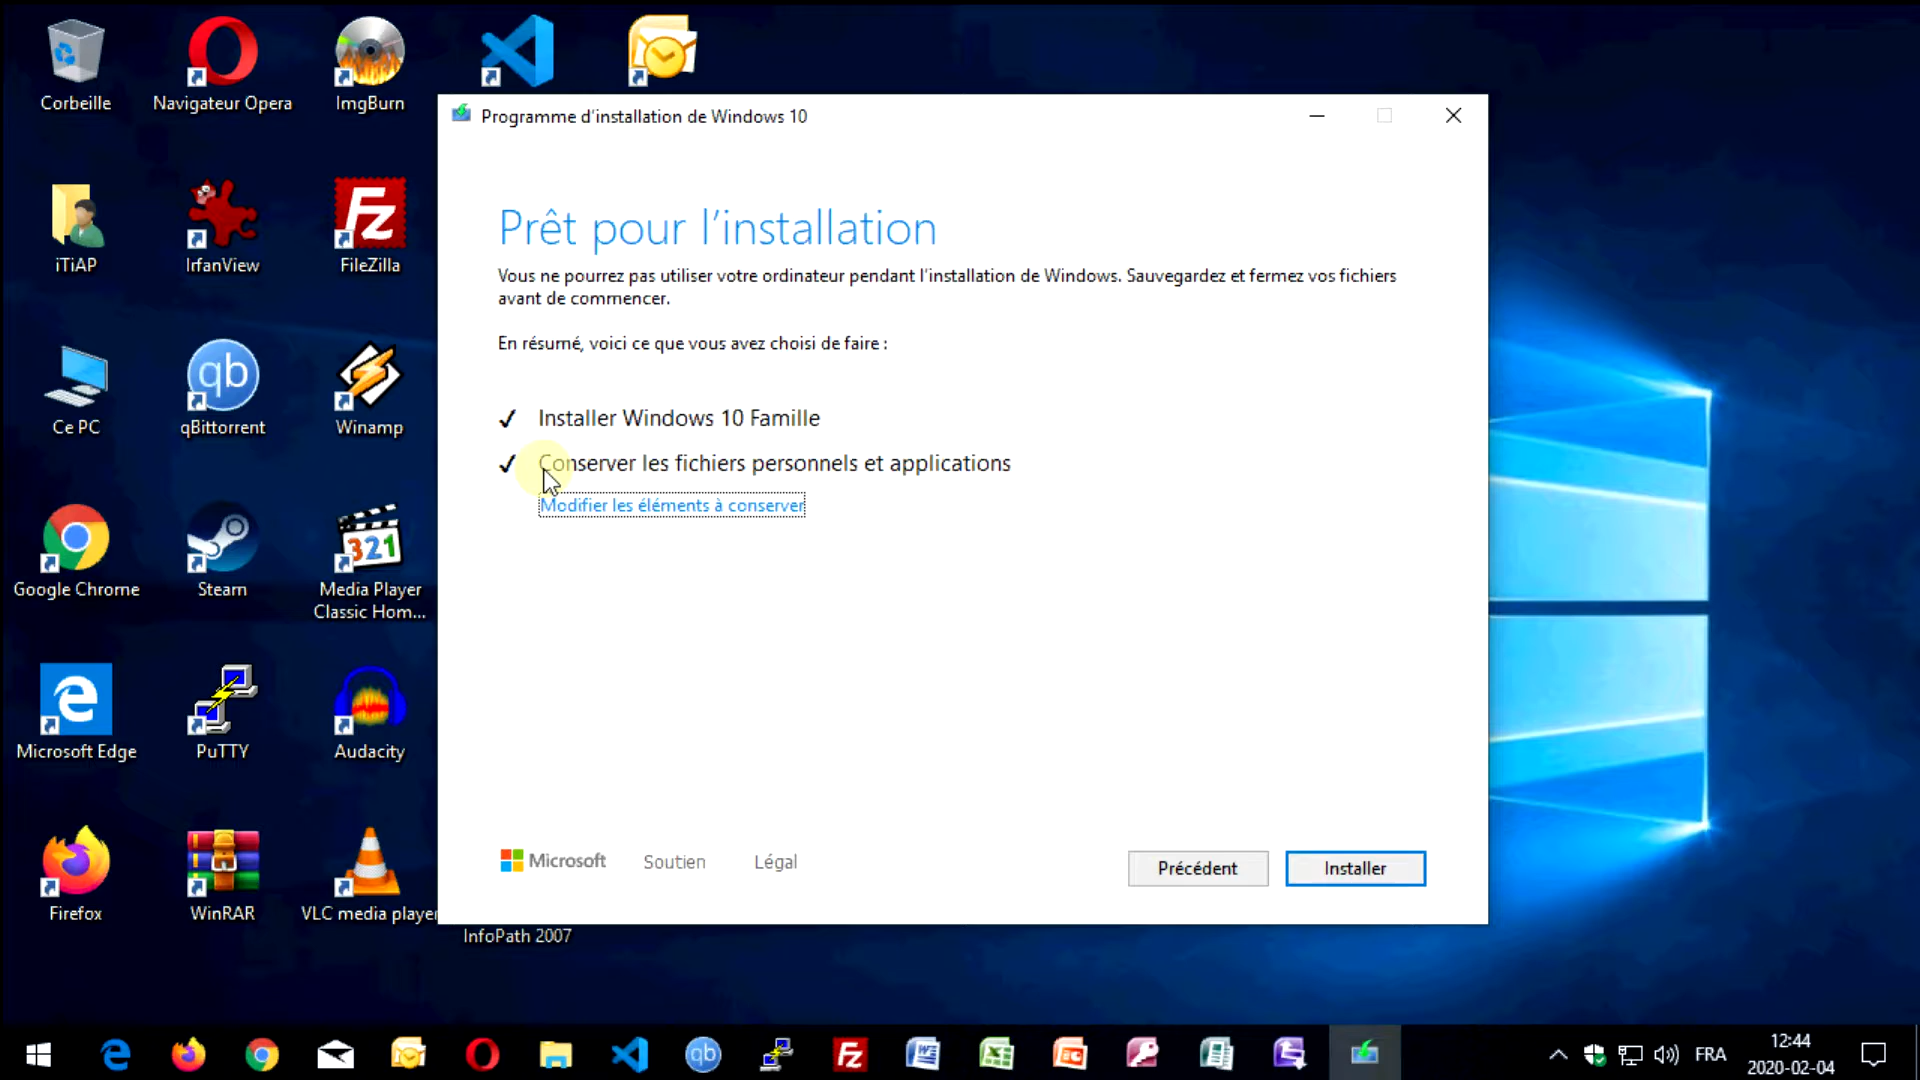 Corbeille
Navigateur Opera
ImgBurn
iTiAP
IrfanView
FileZilla
Ce PC
qBittorrent
Winamp
Google Chrome
Steam
Media Player
Classic Hom...
Microsoft Edge
PuTTY
Audacity
Firefox
WinRAR
VLC media player
InfoPath 2007
Programme d'installation de Windows 10
Prêt pour l'installation
Vous ne pourrez pas utiliser votre ordinateur pendant l'installation de Windows. Sauvegardez et fermez vos fichiers
avant de commencer.
En résumé, voici ce que vous avez choisi de faire :
Installer Windows 10 Famille
Conserver les fichiers personnels et applications
Modifier les éléments à conserver
Microsoft
Soutien
Légal
Précédent
Installer
FRA
12:44
2020-02-04